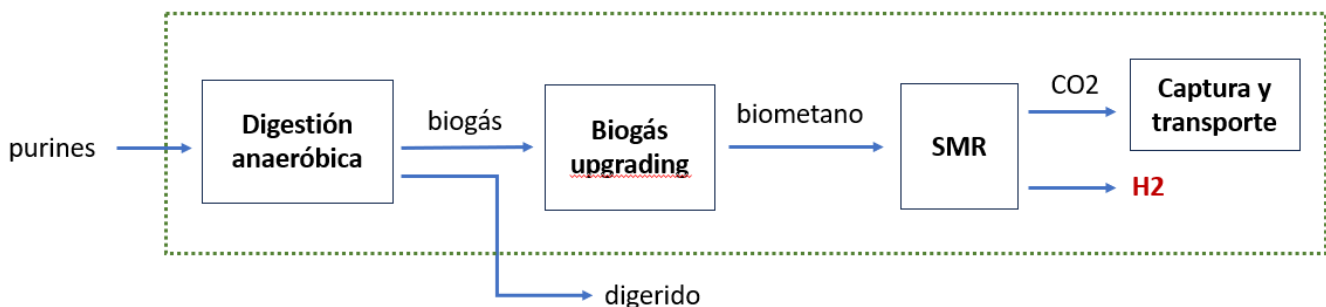 purines
Digestión
anaeróbica
biogás
Biogás
upgrading
biometano
SMR
CO2
Captura y
transporte
H2
digerido